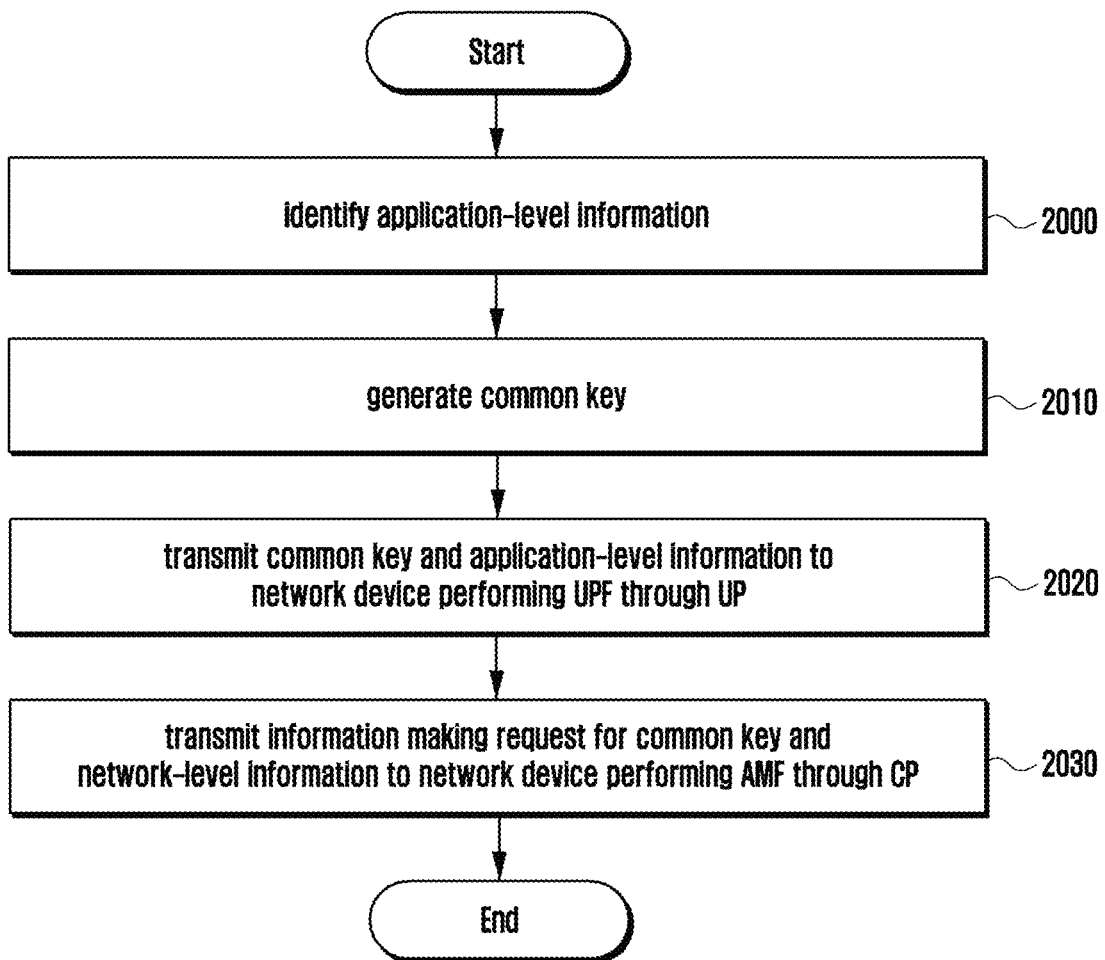 Start
identify application-level information
2000
generate common key
2010
transmit common key and application-level information to
network device performing UPF through UP
2020
transmit information making request for common key and
network-level information to network device performing AMF through CP
2030
End